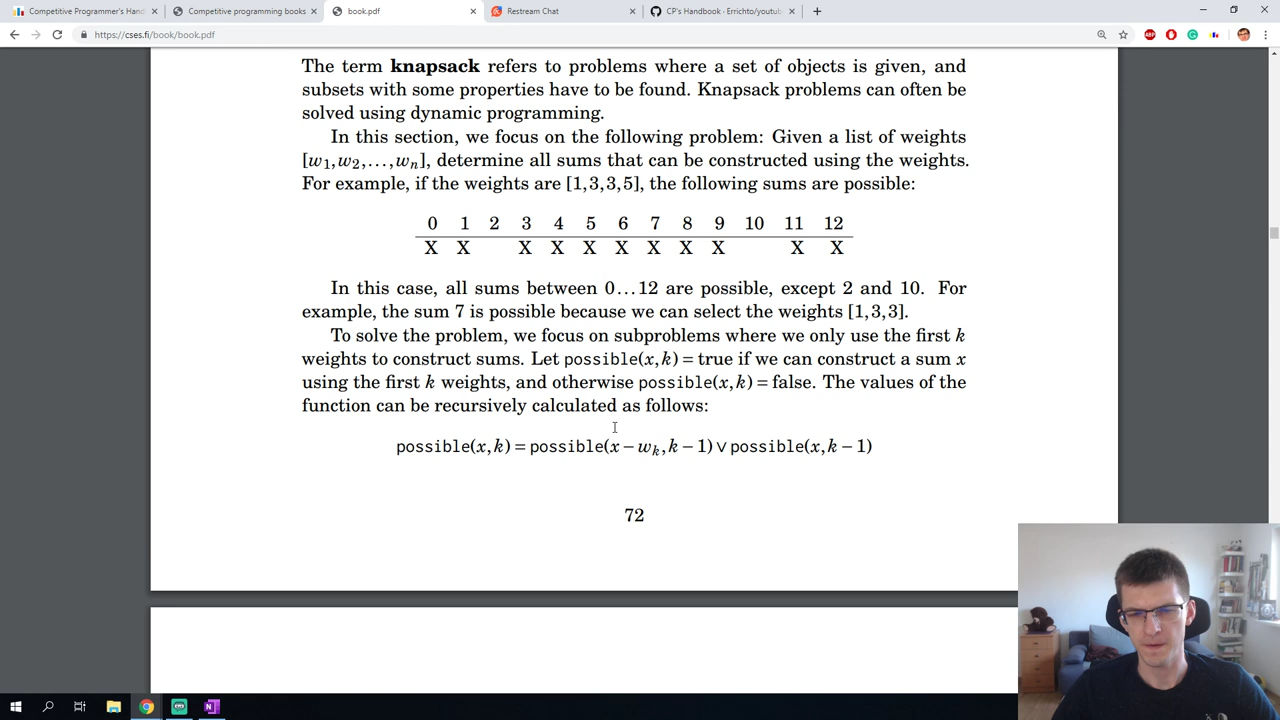 Competitive Programmer's Hand
Competitive programming books
book.pdf
Restream Chat
CP's Handbook · Errichto/youtub
https://cses.fi/book/book.pdf
The term knapsack refers to problems where a set of objects is given, and
subsets with some properties have to be found. Knapsack problems can often be
solved using dynamic programming.
In this section, we focus on the following problem: Given a list of weights
[w₁,w₂,...,wₙ], determine all sums that can be constructed using the weights.
For example, if the weights are [1,3,3,5], the following sums are possible:
0 1 2 3 4 5 6 7 8 9 10 11 12
X X X X X X X X X X X
In this case, all sums between 0...12 are possible, except 2 and 10. For
example, the sum 7 is possible because we can select the weights [1,3,3].
To solve the problem, we focus on subproblems where we only use the first k
weights to construct sums. Let possible(x,k) = true if we can construct a sum x
using the first k weights, and otherwise possible(x,k) = false. The values of the
function can be recursively calculated as follows:
possible(x,k) = possible(x − wₖ,k − 1) ∨ possible(x,k − 1)
72